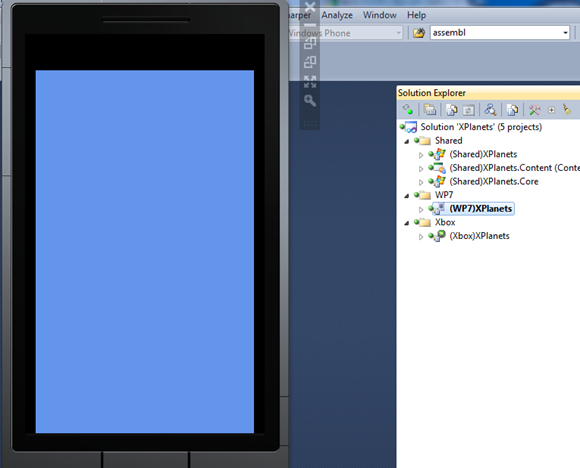 arper Analyze Window Help
Windows Phone assembl
Solution Explorer
Solution 'XPlanets' (5 projects)
Shared
(Shared)XPlanets
(Shared)XPlanets.Content (Conte
(Shared)XPlanets.Core
WP7
(WP7)XPlanets
Xbox
(Xbox)XPlanets